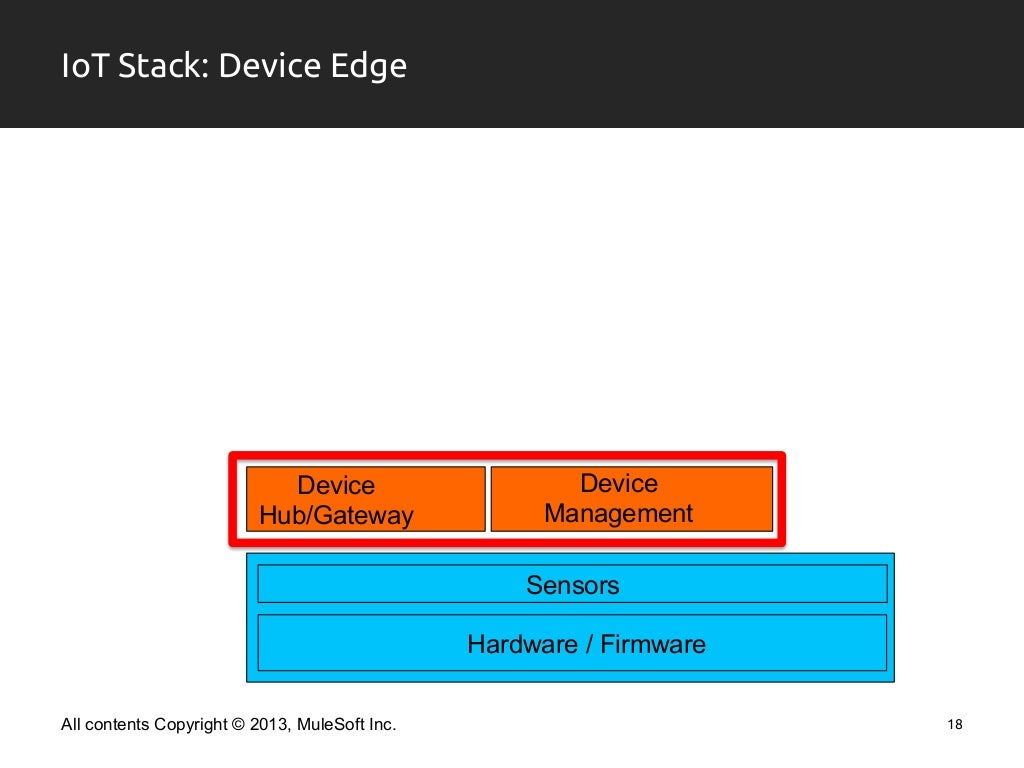 IoT Stack: Device Edge
Device
Hub/Gateway
Device
Management
Sensors
Hardware / Firmware
All contents Copyright © 2013, MuleSoft Inc.
18